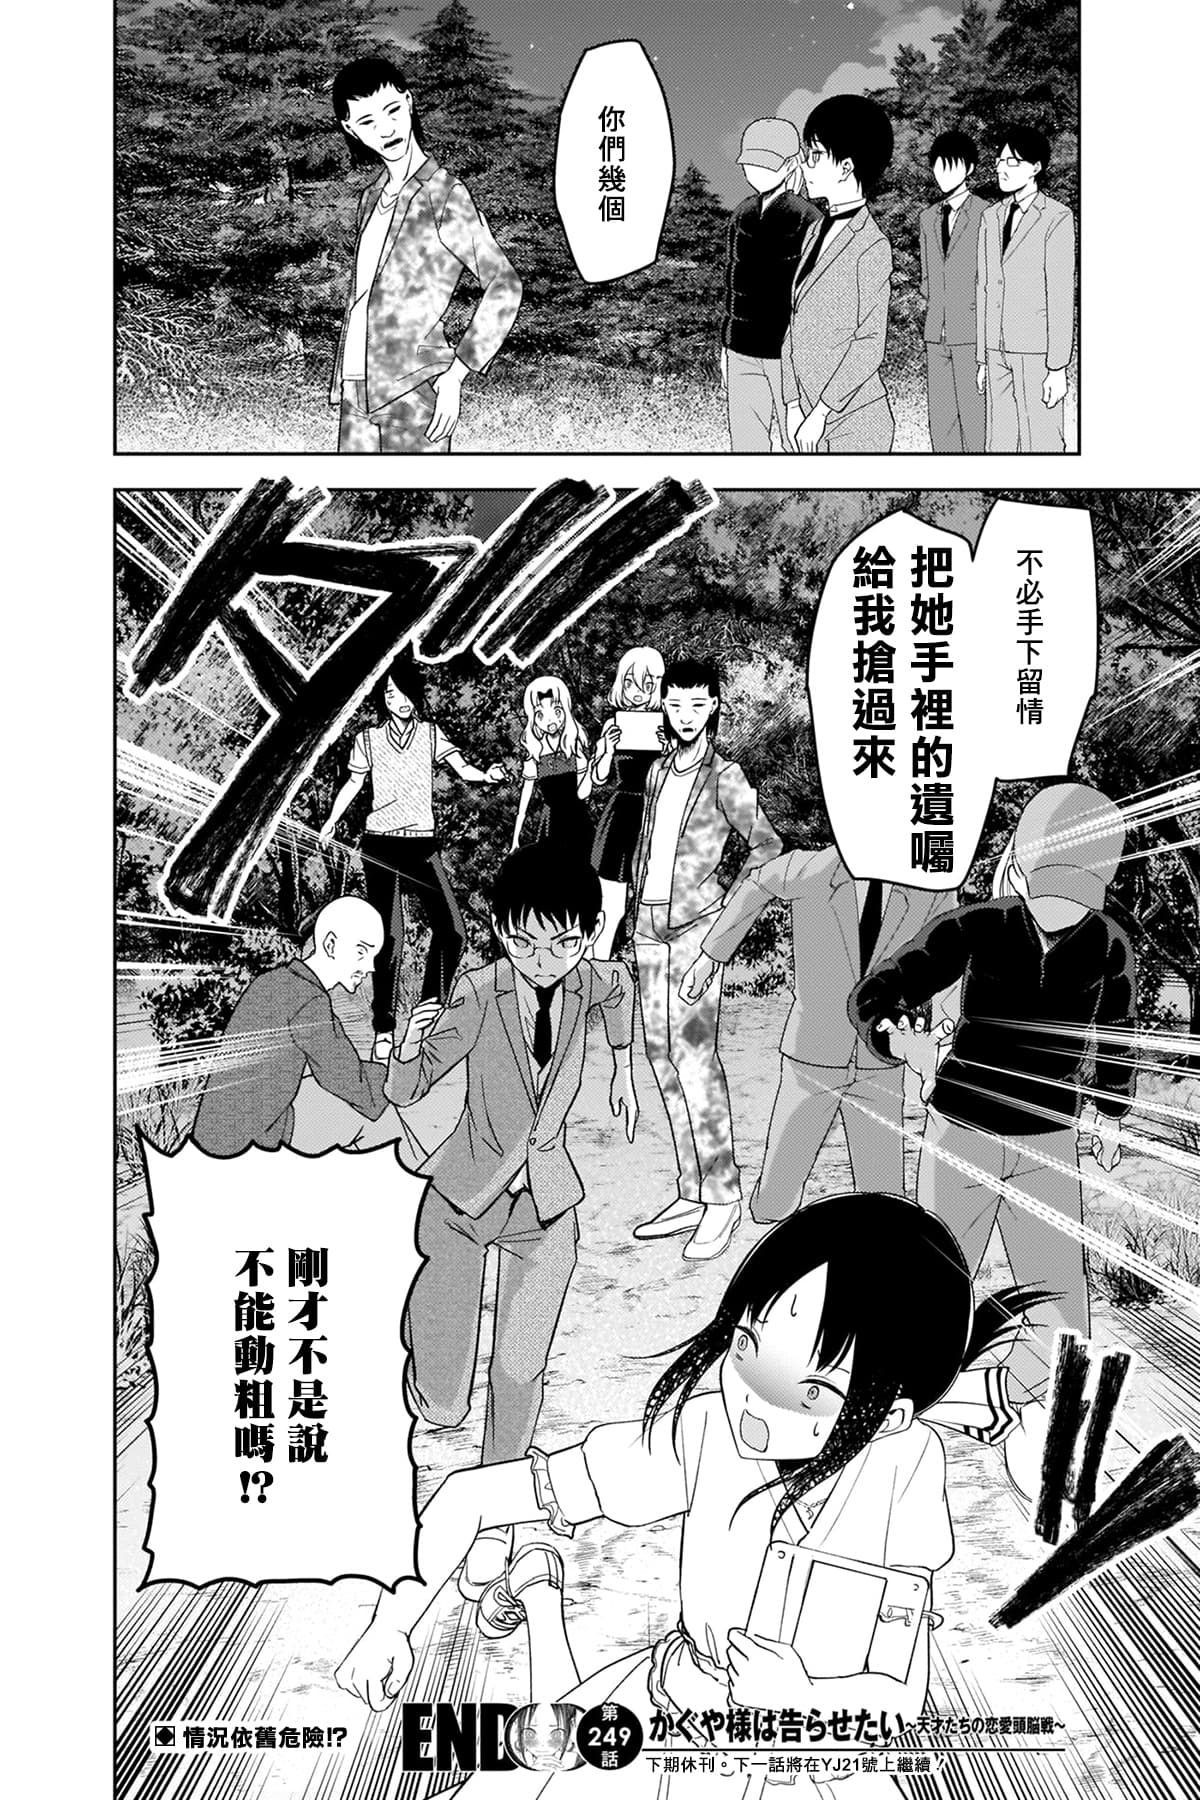 你們幾個
不必手下留情
把她手裡的遺囑
給我搶過來
ダッ
剛才不是說
不能動粗嗎!?
情況依舊危險!?
END
第
249
話
かぐや様は告らせたい
~天才たちの恋愛頭脳戦~
下期休刊。下一話將在YJ21號上繼續!